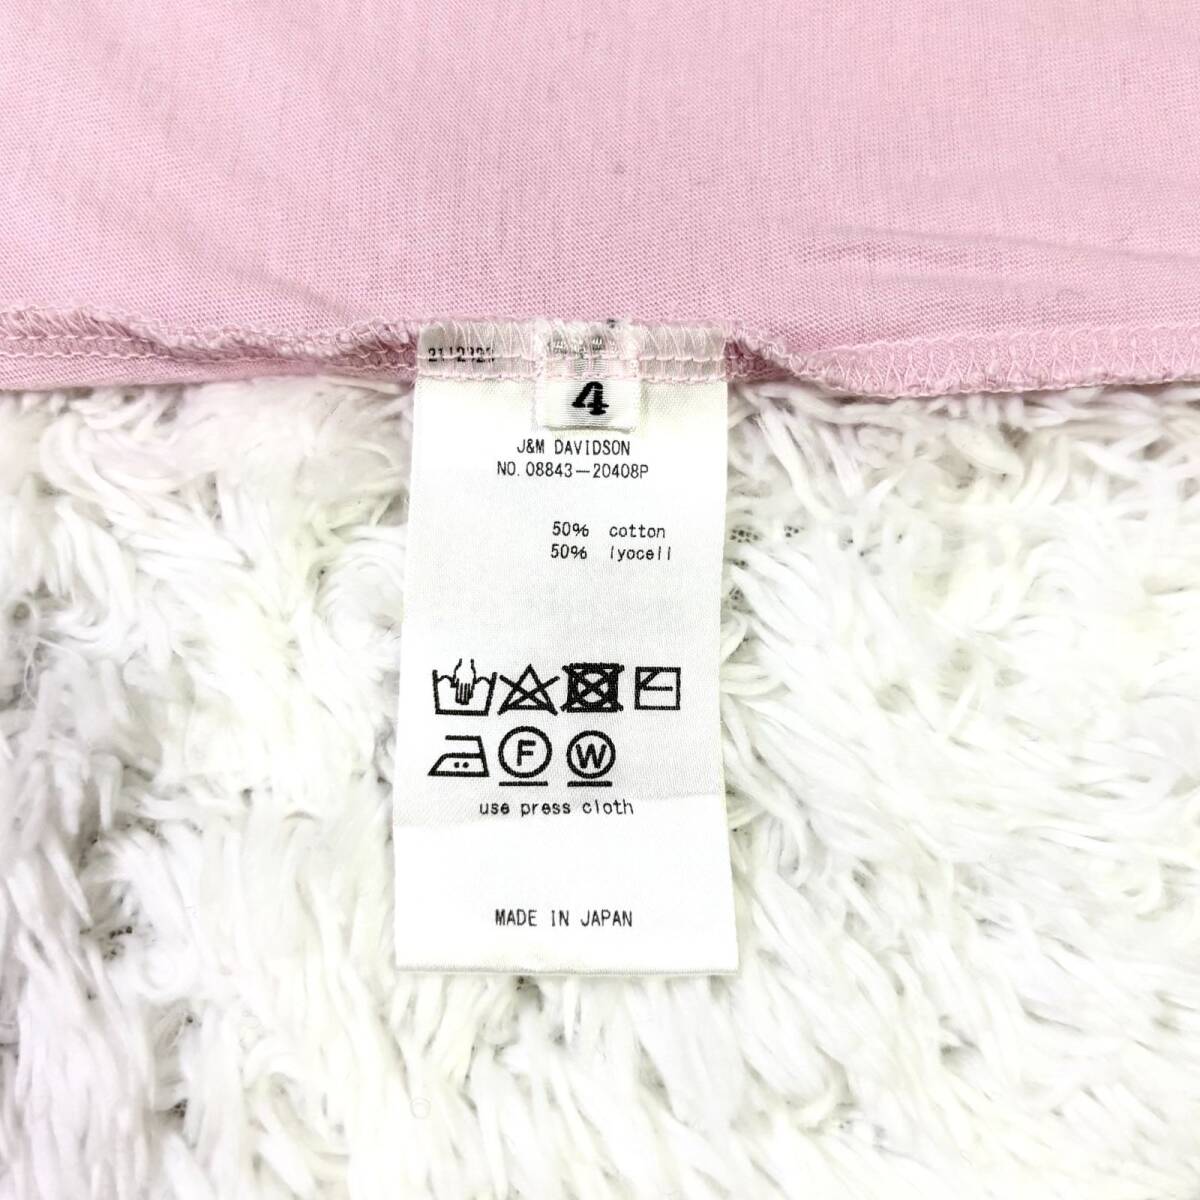 4
J&M DAVIDSON
NO. 08843-20408P
50% cotton
50% lyocell
F W
use press cloth
MADE IN JAPAN